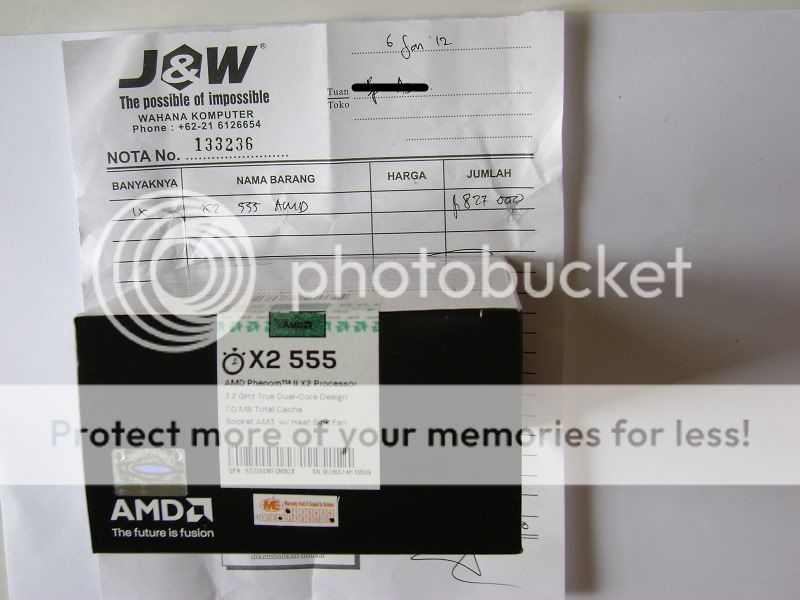 J&W®
The possible of impossible
WAHANA KOMPUTER
Phone : +62-21 6126654
NOTA No. 133236
6 Jan '12
Tuan
Toko
BANYAKNYA NAMA BARANG HARGA JUMLAH
1x X2 555 AMD 827 000
photobucket
AMD
X2 555
AMD Phenom™ II X2 Processor
3.2 GHz True Dual-Core Design
7.0 MB Total Cache
Socket AM3 w/ Heat Sink Fan
Protect more of your memories for less!
AMD
The future is fusion
dikembalikan/ditukar